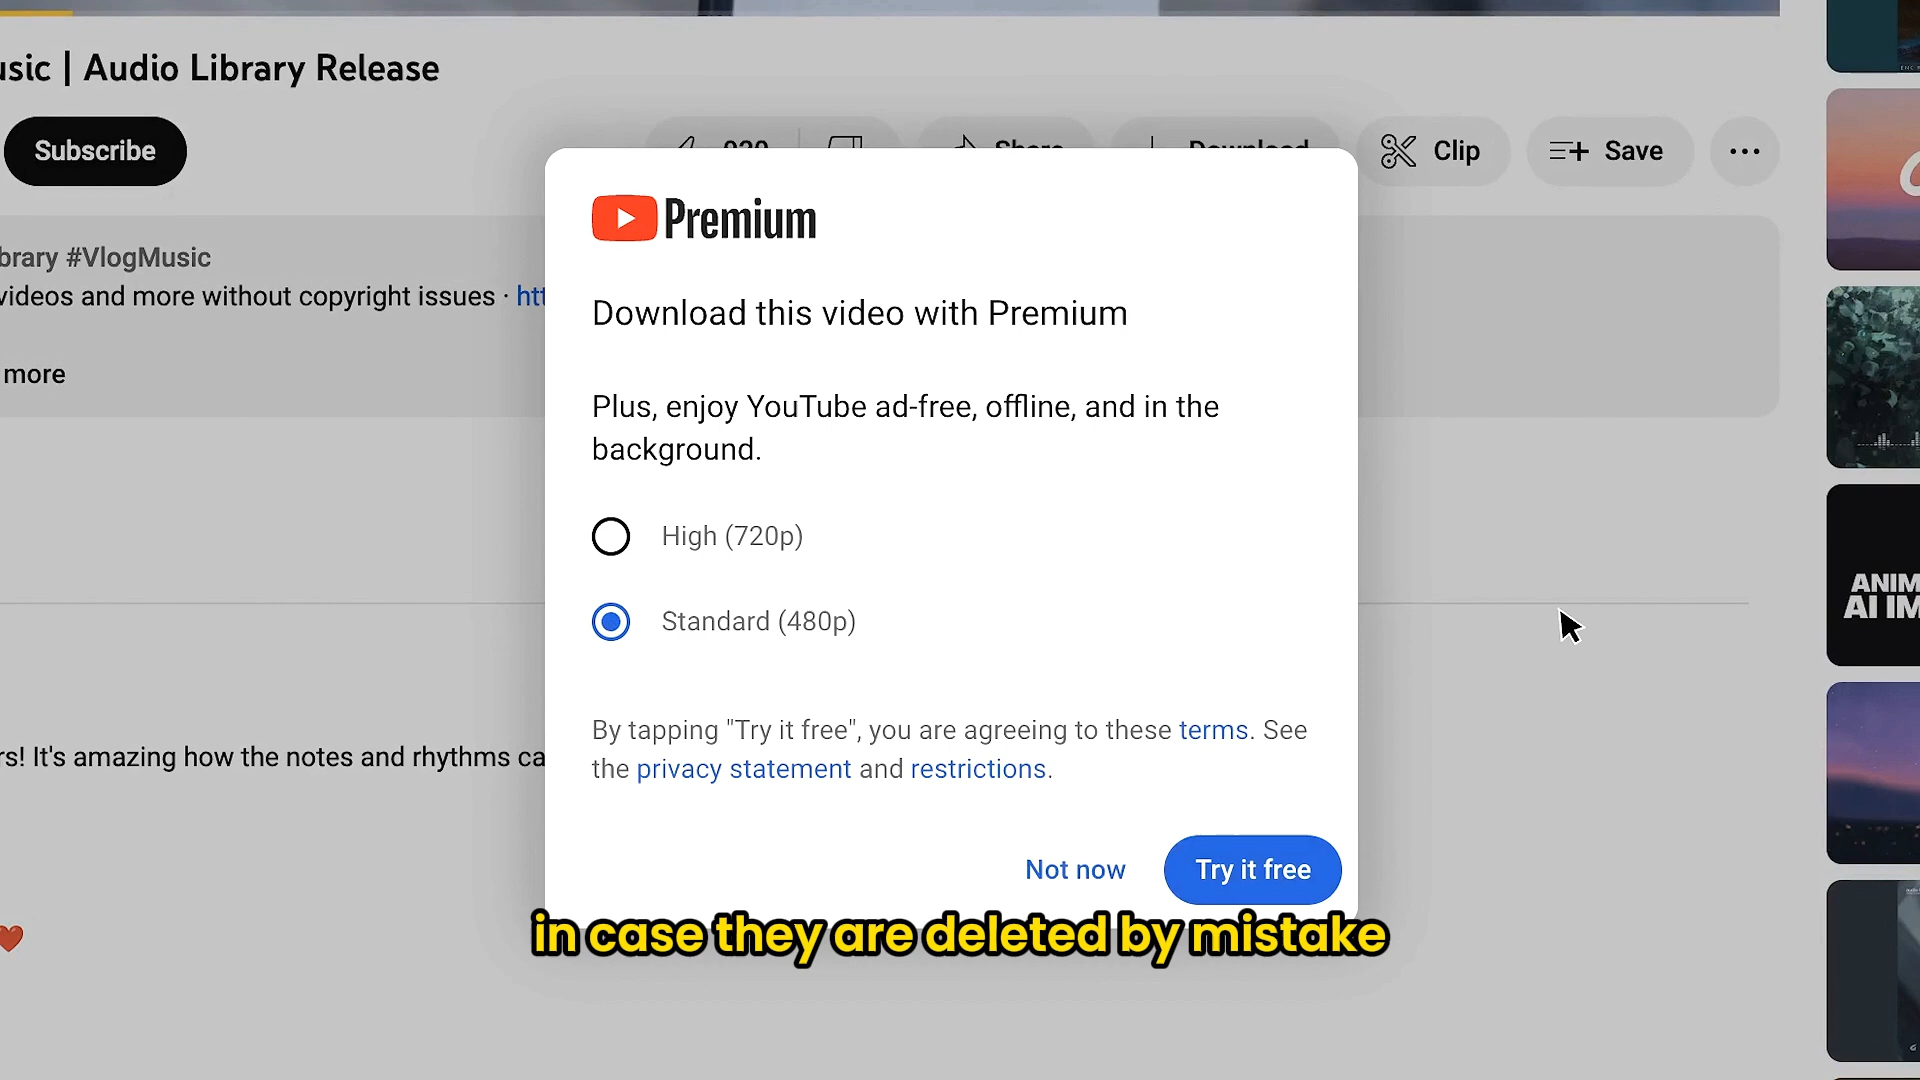 usic | Audio Library Release
Subscribe
920
Share
Download
Clip
Save
Premium
brary #VlogMusic
videos and more without copyright issues · htt
Download this video with Premium
more
Plus, enjoy YouTube ad-free, offline, and in the
background.
High (720p)
ANIM
AI IM
Standard (480p)
By tapping "Try it free", you are agreeing to these terms. See
rs! It's amazing how the notes and rhythms ca
the privacy statement and restrictions.
Not now
Try it free
in case they are deleted by mistake